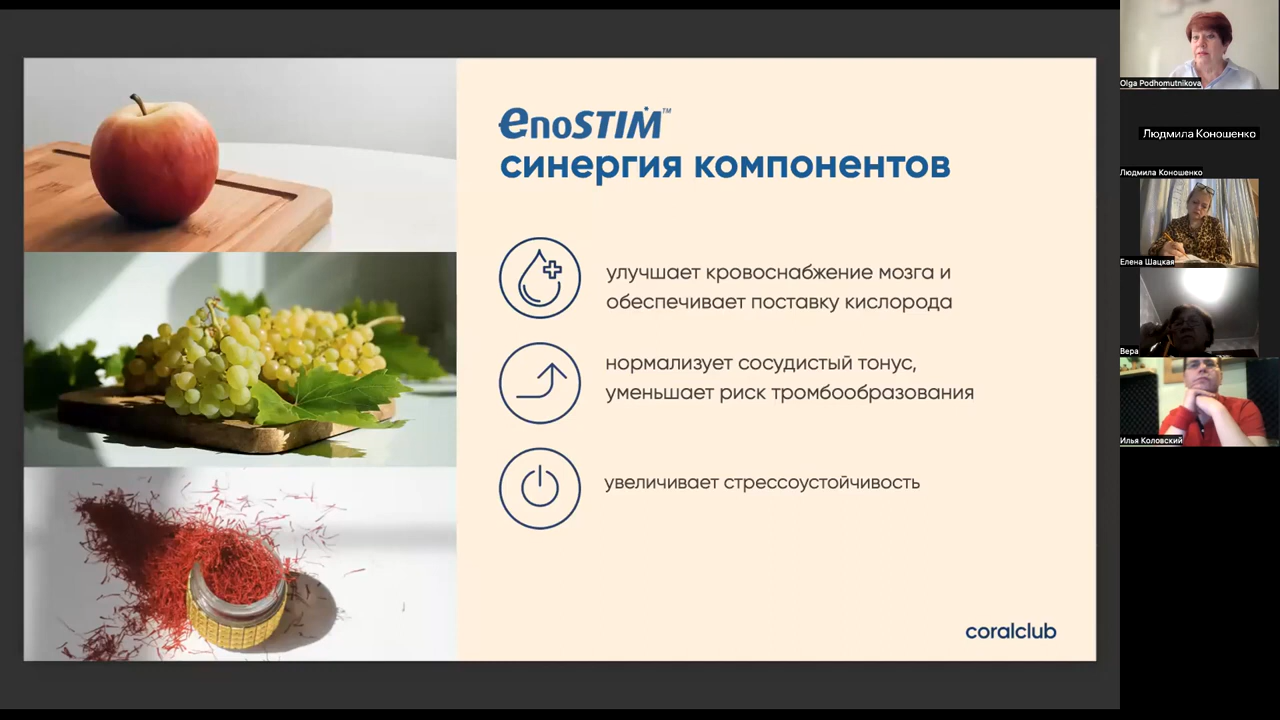 enoSTIM™
синергия компонентов
улучшает кровоснабжение мозга и
обеспечивает поставку кислорода
нормализует сосудистый тонус,
уменьшает риск тромбообразования
увеличивает стрессоустойчивость
coralclub
Olga Podhomutnikova
Людмила Коношенко
Людмила Коношенко
Елена Шацкая
Вера
Илья Коловский